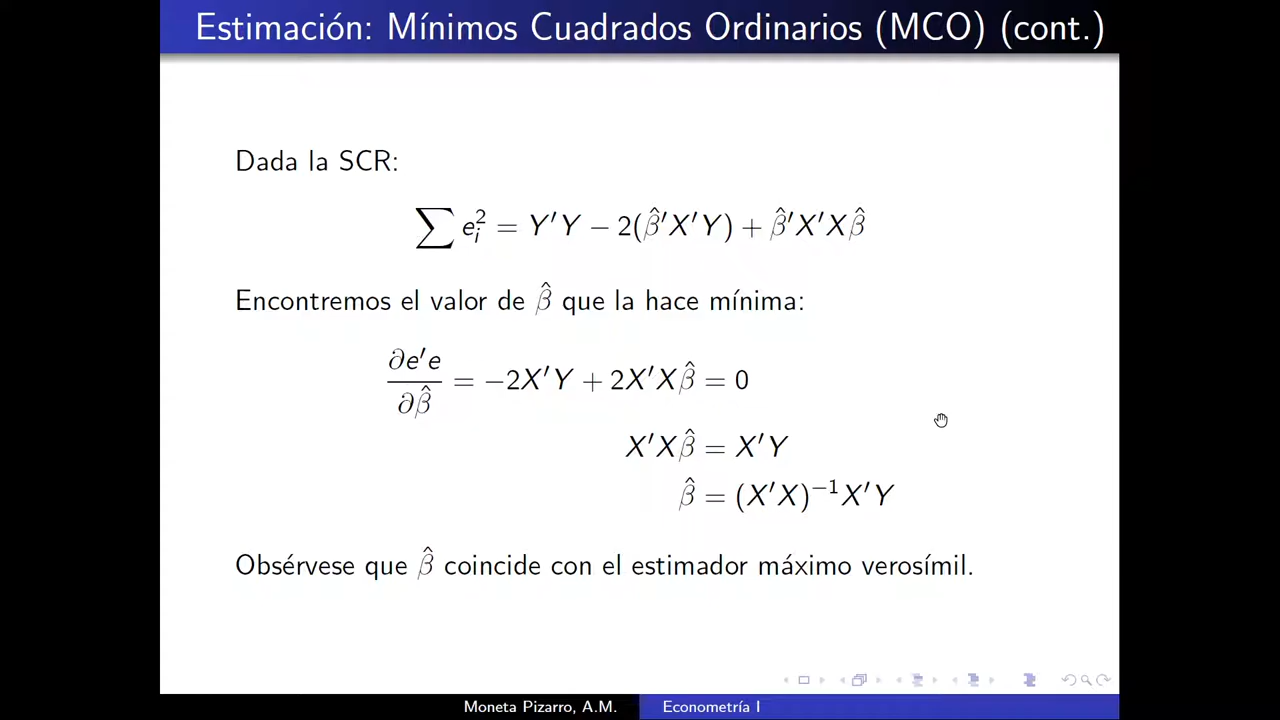 Estimación: Mínimos Cuadrados Ordinarios (MCO) (cont.)
Dada la SCR:
∑ e_i^2 = Y′Y − 2(β̂′X′Y) + β̂′X′Xβ̂
Encontremos el valor de β̂ que la hace mínima:
∂e′e / ∂β̂ = −2X′Y + 2X′Xβ̂ = 0
X′Xβ̂ = X′Y
β̂ = (X′X)^{−1}X′Y
Obsérvese que β̂ coincide con el estimador máximo verosímil.
Moneta Pizarro, A.M. Econometría I